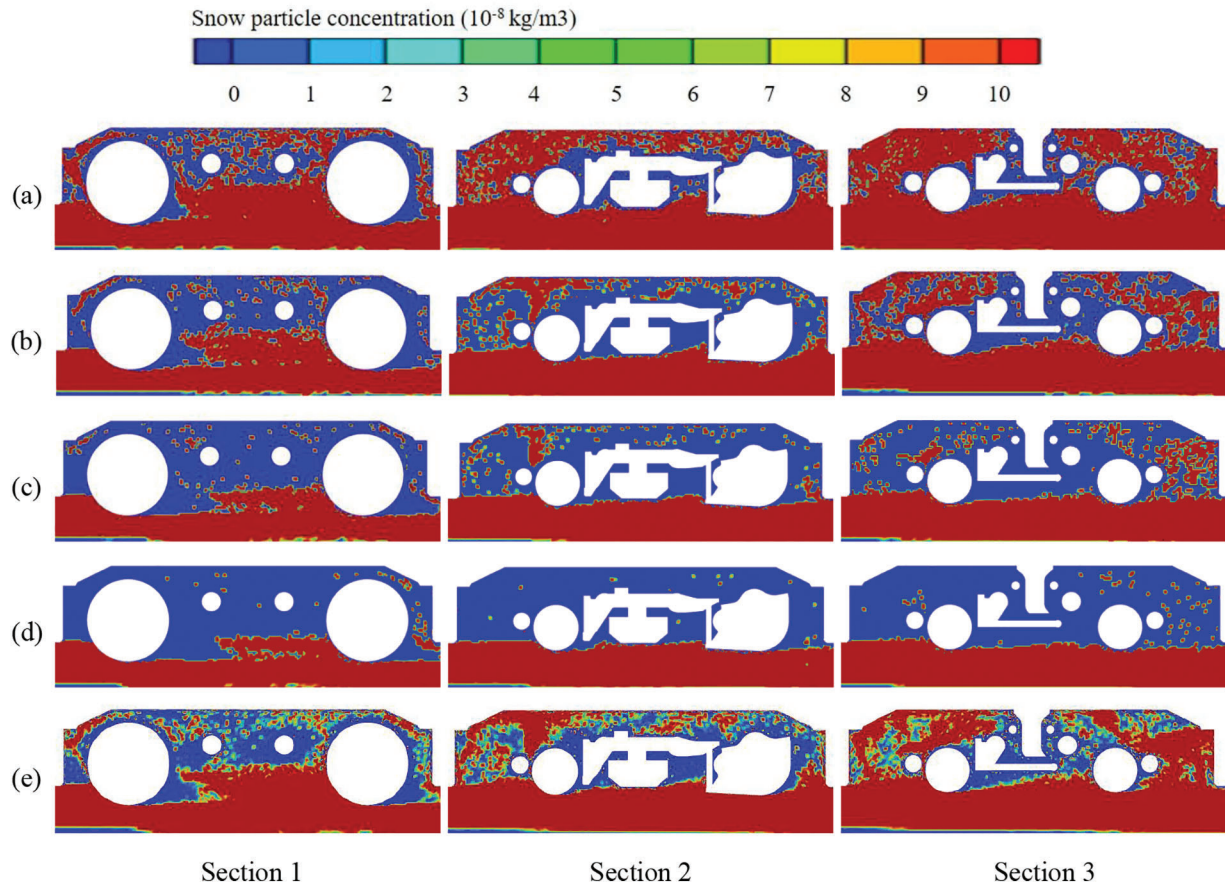 Snow particle concentration (10⁻⁸ kg/m3)
0 1 2 3 4 5 6 7 8 9 10
(a)
(b)
(c)
(d)
(e)
Section 1 Section 2 Section 3